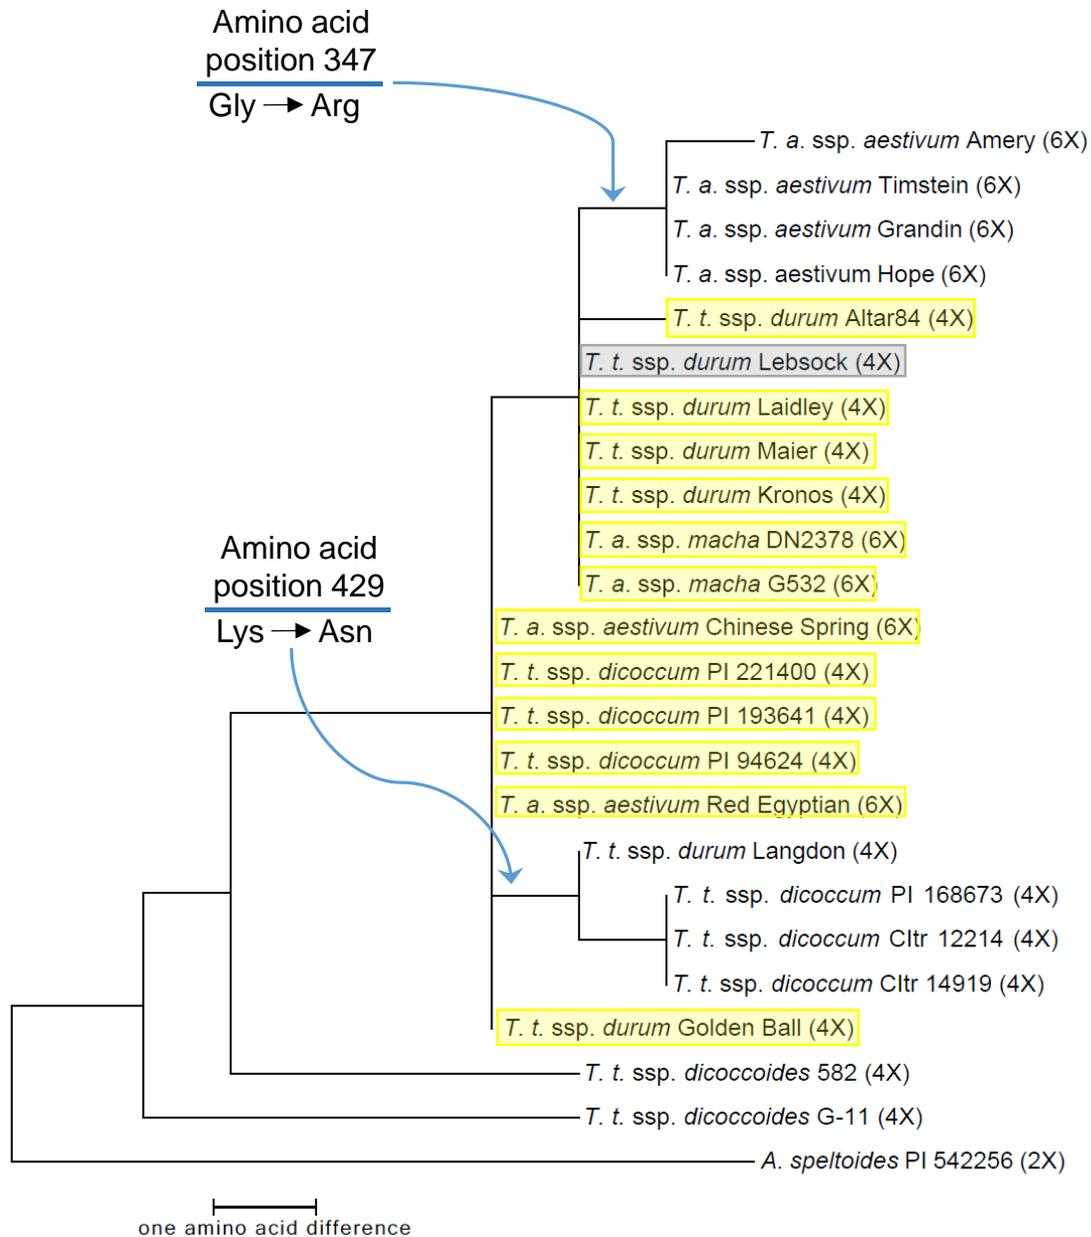 Amino acid
position 347
Gly → Arg
T. a. ssp. aestivum Amery (6X)
T. a. ssp. aestivum Timstein (6X)
T. a. ssp. aestivum Grandin (6X)
T. a. ssp. aestivum Hope (6X)
T. t. ssp. durum Altar84 (4X)
T. t. ssp. durum Lebsock (4X)
T. t. ssp. durum Laidley (4X)
T. t. ssp. durum Maier (4X)
T. t. ssp. durum Kronos (4X)
T. a. ssp. macha DN2378 (6X)
T. a. ssp. macha G532 (6X)
Amino acid
position 429
Lys → Asn
T. a. ssp. aestivum Chinese Spring (6X)
T. t. ssp. dicoccum PI 221400 (4X)
T. t. ssp. dicoccum PI 193641 (4X)
T. t. ssp. dicoccum PI 94624 (4X)
T. a. ssp. aestivum Red Egyptian (6X)
T. t. ssp. durum Langdon (4X)
T. t. ssp. dicoccum PI 168673 (4X)
T. t. ssp. dicoccum CItr 12214 (4X)
T. t. ssp. dicoccum CItr 14919 (4X)
T. t. ssp. durum Golden Ball (4X)
T. t. ssp. dicoccoides 582 (4X)
T. t. ssp. dicoccoides G-11 (4X)
A. speltoides PI 542256 (2X)
one amino acid difference